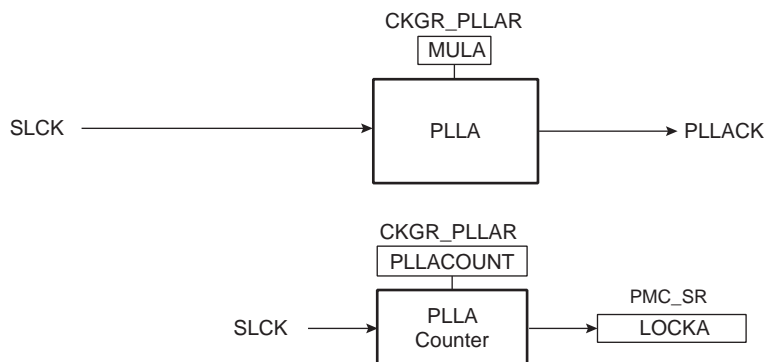 CKGR_PLLAR
MULA
SLCK
PLLA
PLLACK
CKGR_PLLAR
PLLACOUNT
PMC_SR
SLCK
PLLA
Counter
LOCKA